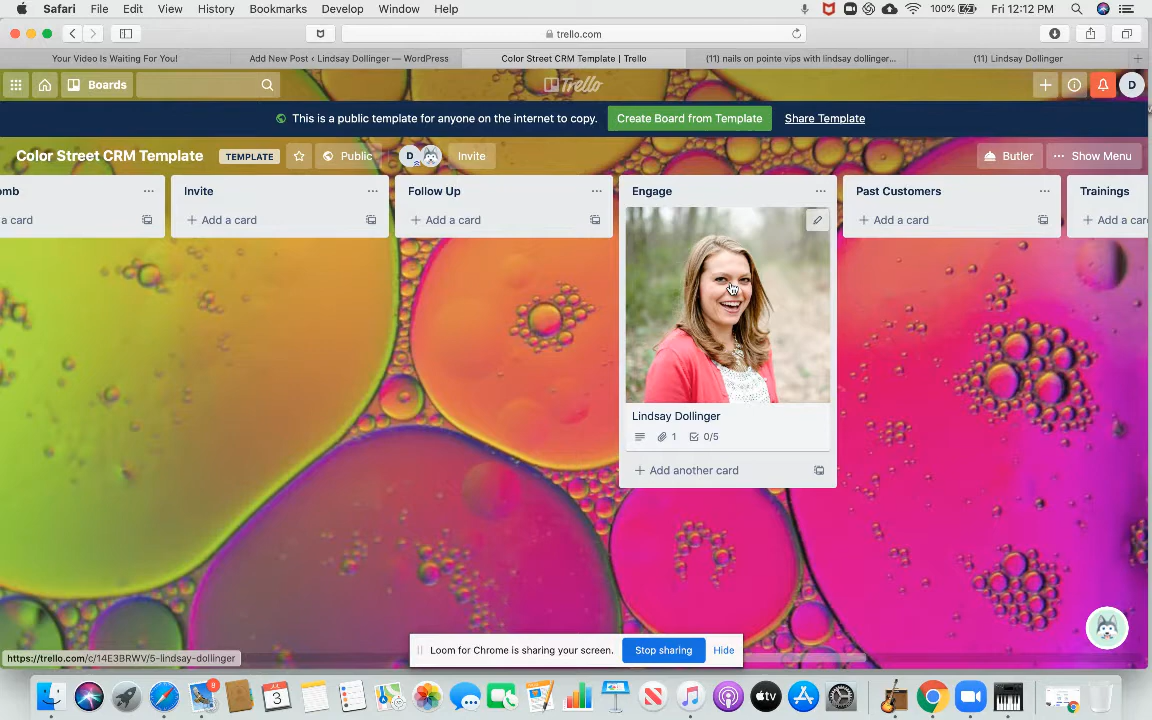 Safari File Edit View History Bookmarks Develop Window Help 100% Fri 12:12 PM
trello.com
Your Video Is Waiting For You! Add New Post ‹ Lindsay Dollinger — WordPress Color Street CRM Template | Trello (11) nails on pointe vips with lindsay dollinger... (11) Lindsay Dollinger
Boards Trello D
This is a public template for anyone on the internet to copy. Create Board from Template Share Template
Color Street CRM Template TEMPLATE Public D Invite Butler ... Show Menu
omb ... Invite ... Follow Up ... Engage ... Past Customers ... Trainings
a card + Add a card + Add a card + Add a card + Add a car
Lindsay Dollinger
1 0/5
+ Add another card
https://trello.com/c/14E3BRWV/5-lindsay-dollinger
Loom for Chrome is sharing your screen. Stop sharing Hide
8
3
tv